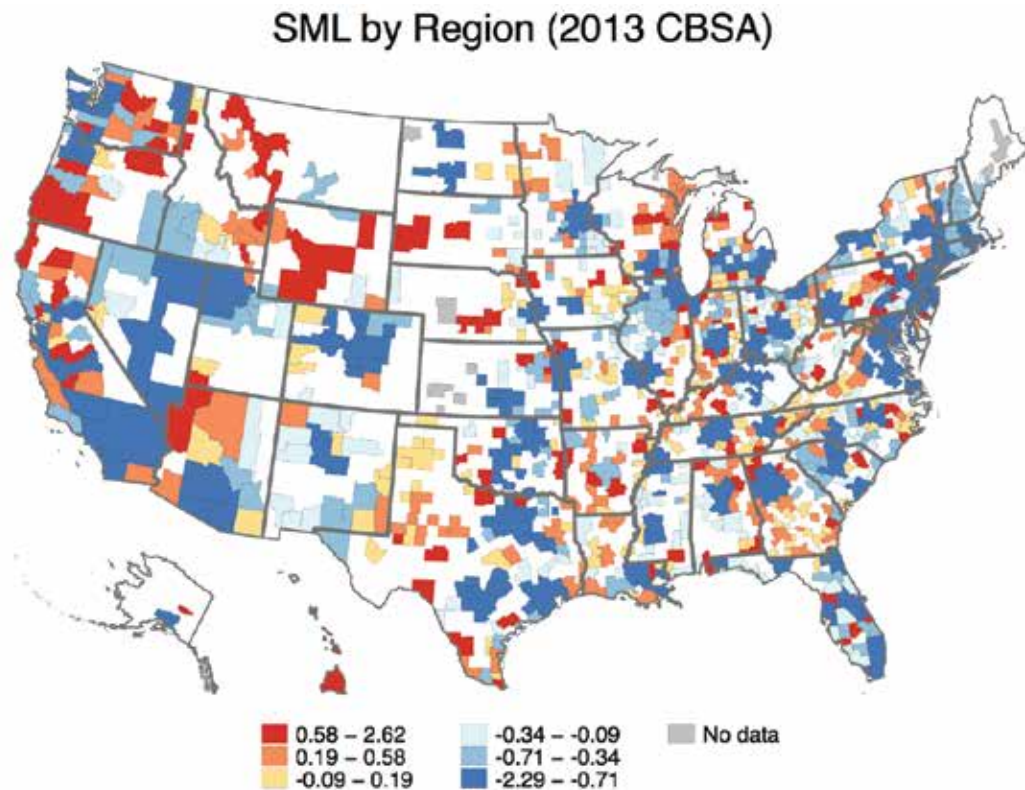 SML by Region (2013 CBSA)
0.58 – 2.62
0.19 – 0.58
-0.09 – 0.19
-0.34 – -0.09
-0.71 – -0.34
-2.29 – -0.71
No data